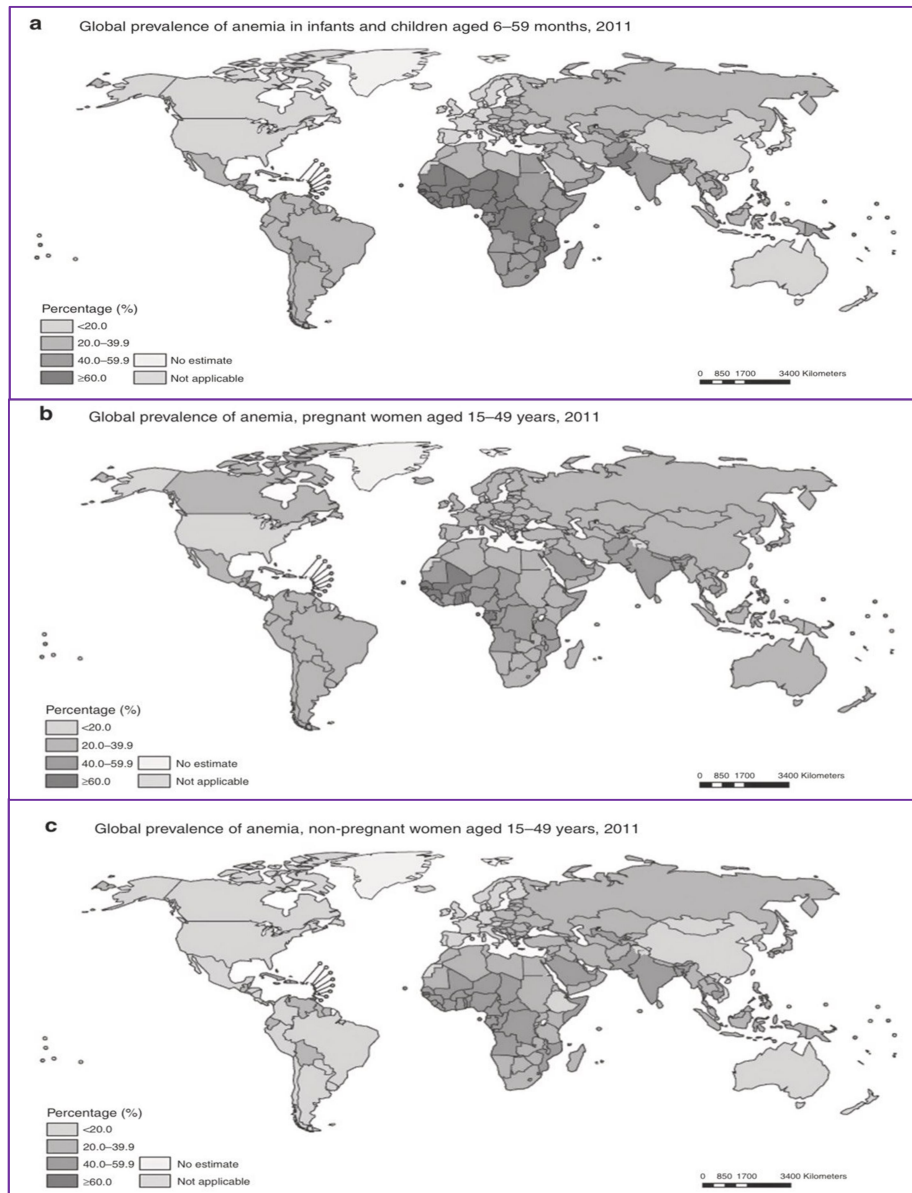 a Global prevalence of anemia in infants and children aged 6–59 months, 2011
Percentage (%)
<20.0
20.0–39.9
40.0–59.9 No estimate
≥60.0 Not applicable
0 850 1700 3400 Kilometers
b Global prevalence of anemia, pregnant women aged 15–49 years, 2011
Percentage (%)
<20.0
20.0–39.9
40.0–59.9 No estimate
≥60.0 Not applicable
0 850 1700 3400 Kilometers
c Global prevalence of anemia, non-pregnant women aged 15–49 years, 2011
Percentage (%)
<20.0
20.0–39.9
40.0–59.9 No estimate
≥60.0 Not applicable
0 850 1700 3400 Kilometers